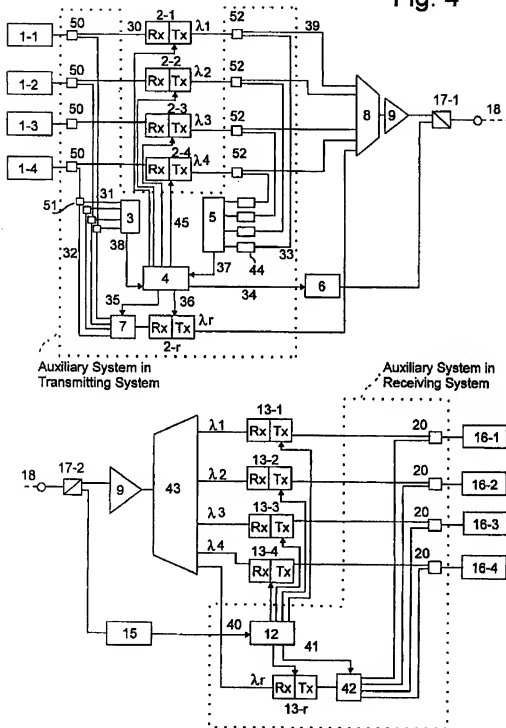 Fig. 4
50 30 2-1 λ1 52 39
1-1 Rx Tx
50 2-2 λ2 52
1-2 Rx Tx
50 2-3 λ3 52 8 9 17-1 18
1-3 Rx Tx
50 2-4 λ4 52
1-4 Rx Tx
51 31 3 45 5
32 38 37 44 33
4 34 6
35 36
7 Rx Tx λr
2-r
Auxiliary System in
Transmitting System
Auxiliary System in
Receiving System
13-1 20
λ1 Rx Tx 16-1
18 17-2 13-2 20
9 43 λ2 Rx Tx 16-2
13-3 20
λ3 Rx Tx 16-3
13-4 20
λ4 Rx Tx 16-4
15 40 12 41
λr Rx Tx 42
13-r